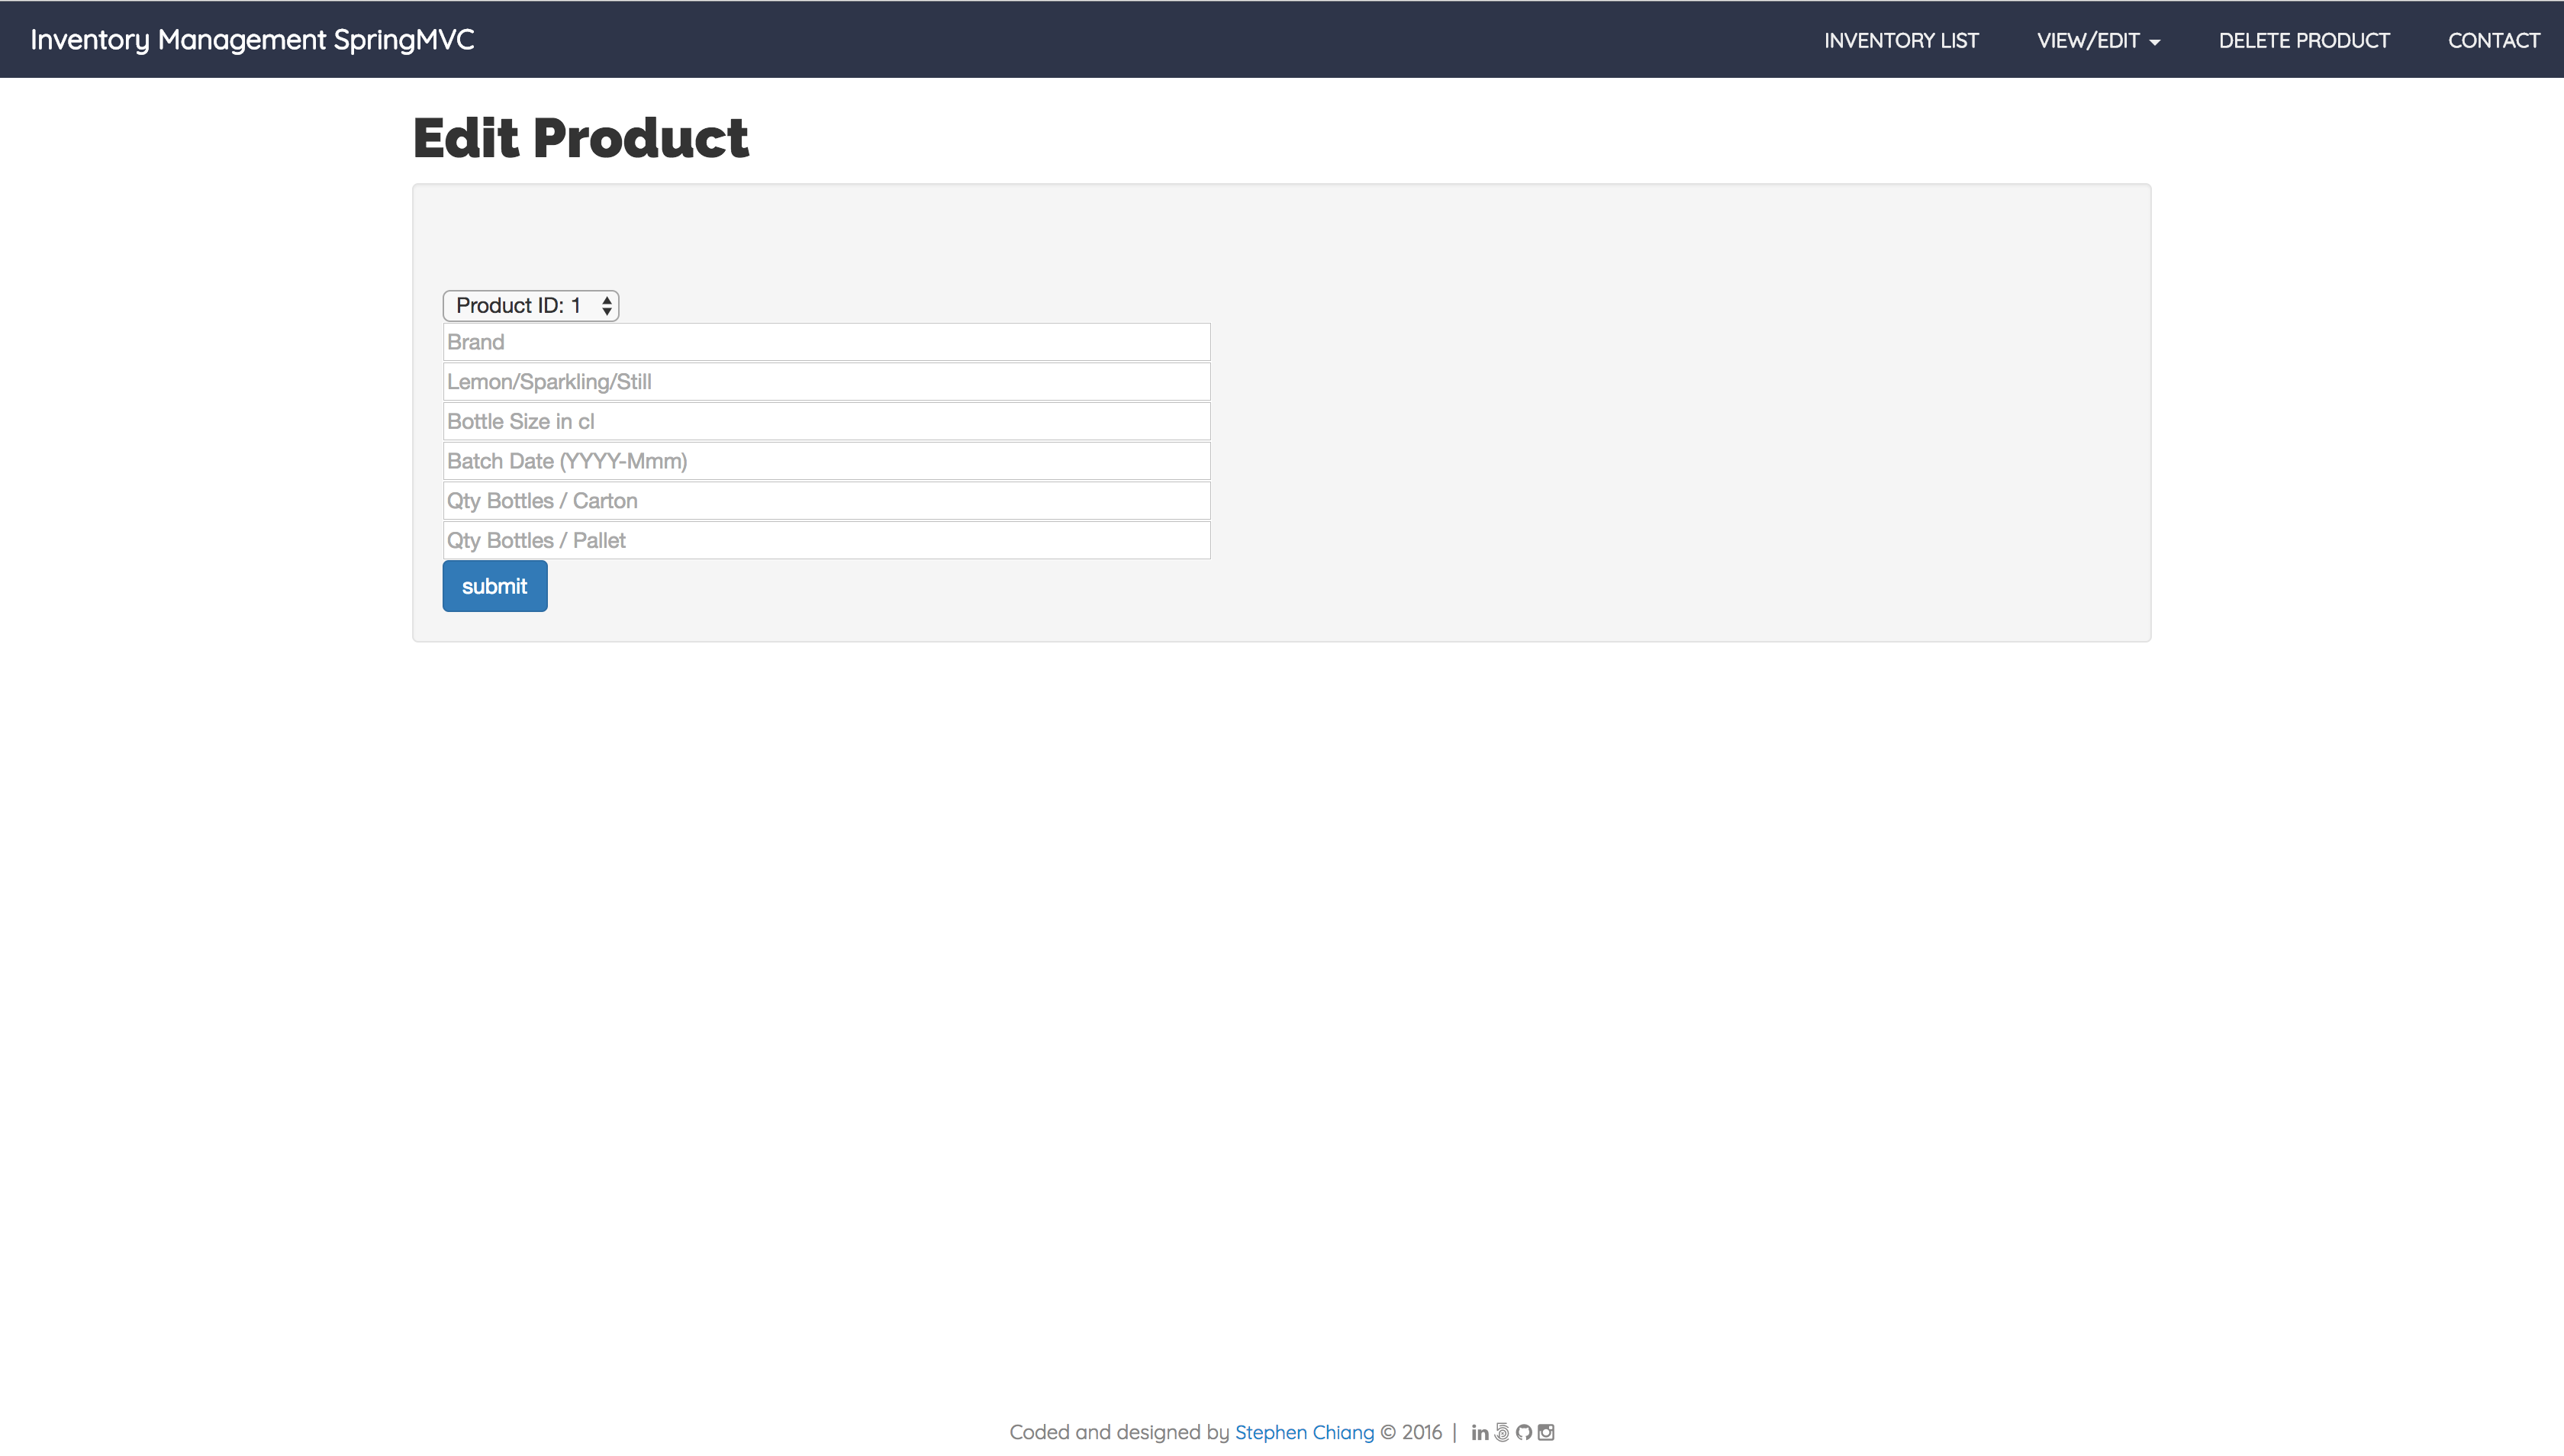 Inventory Management SpringMVC INVENTORY LIST VIEW/EDIT DELETE PRODUCT CONTACT
Edit Product
Product ID: 1
Brand
Lemon/Sparkling/Still
Bottle Size in cl
Batch Date (YYYY-Mmm)
Qty Bottles / Carton
Qty Bottles / Pallet
submit
Coded and designed by Stephen Chiang © 2016 |